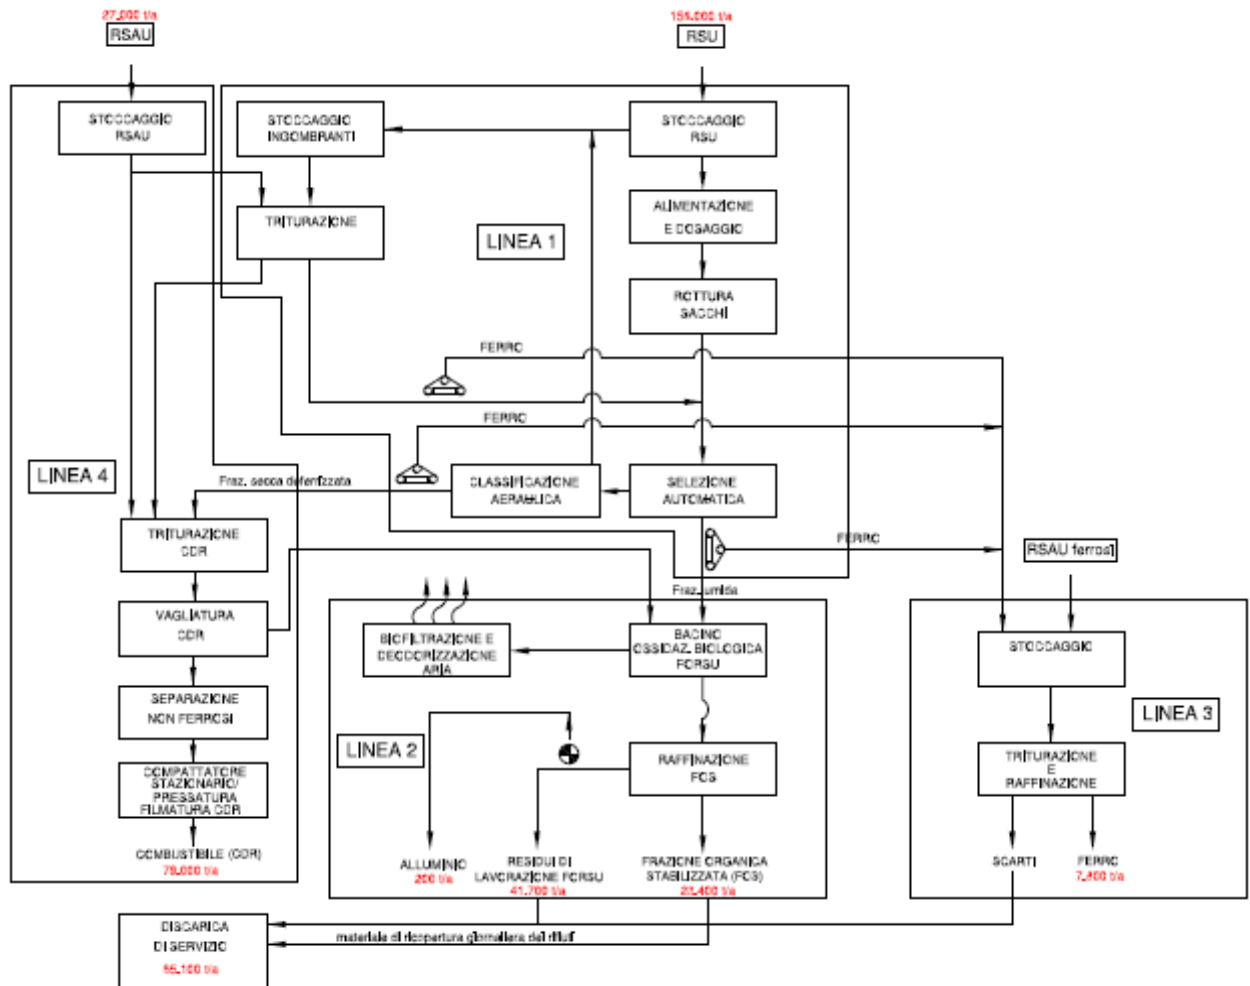 27.000 t/a
RSAU
RSU
STOCCAGGIO
RSAU
STOCCAGGIO
INGOMBRANTI
STOCCAGGIO
RSU
TRITURAZIONE
ALIMENTAZIONE
E DOSAGGIO
LINEA 1
ROTTURA
SACCHI
FERRO
FERRO
LINEA 4
Fraz. secca deferrizzata
CLASSIFICAZIONE
AERAULICA
SELEZIONE
AUTOMATICA
TRITURAZIONE
CDR
FERRO
RSAU ferrosi
Fraz. umida
VAGLIATURA
CDR
BIOFILTRAZIONE E
DEODORIZZAZIONE
ARIA
BACINO
OSSIDAZ. BIOLOGICA
FORSU
STOCCAGGIO
SEPARAZIONE
NON FERROSI
LINEA 3
LINEA 2
COMPATTATORE
STAZIONARIO/
PRESSATURA
FILMATURA CDR
RAFFINAZIONE
FOS
TRITURAZIONE
E
RAFFINAZIONE
COMBUSTIBILE (CDR)
ALLUMINIO
200 t/a
RESIDUI DI
LAVORAZIONE FORSU
41.700 t/a
FRAZIONE ORGANICA
STABILIZZATA (FOS)
SCARTI
FERRO
DISCARICA
DI SERVIZIO
materiale di ricopertura giornaliera dei rifiuti